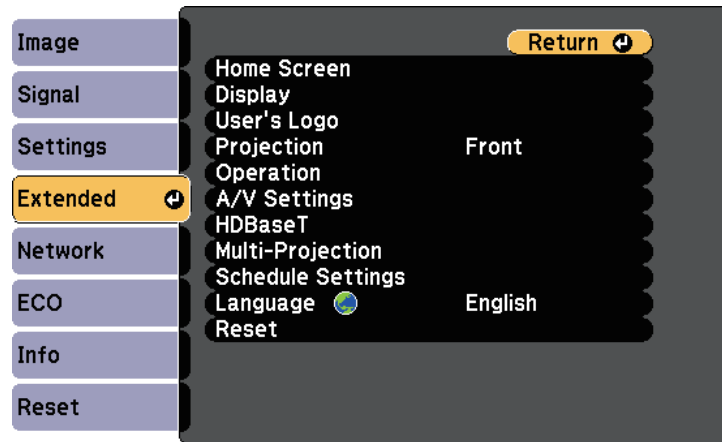 Image
Signal
Settings
Extended
Network
ECO
Info
Reset
Return
Home Screen
Display
User's Logo
Projection Front
Operation
A/V Settings
HDBaseT
Multi-Projection
Schedule Settings
Language English
Reset